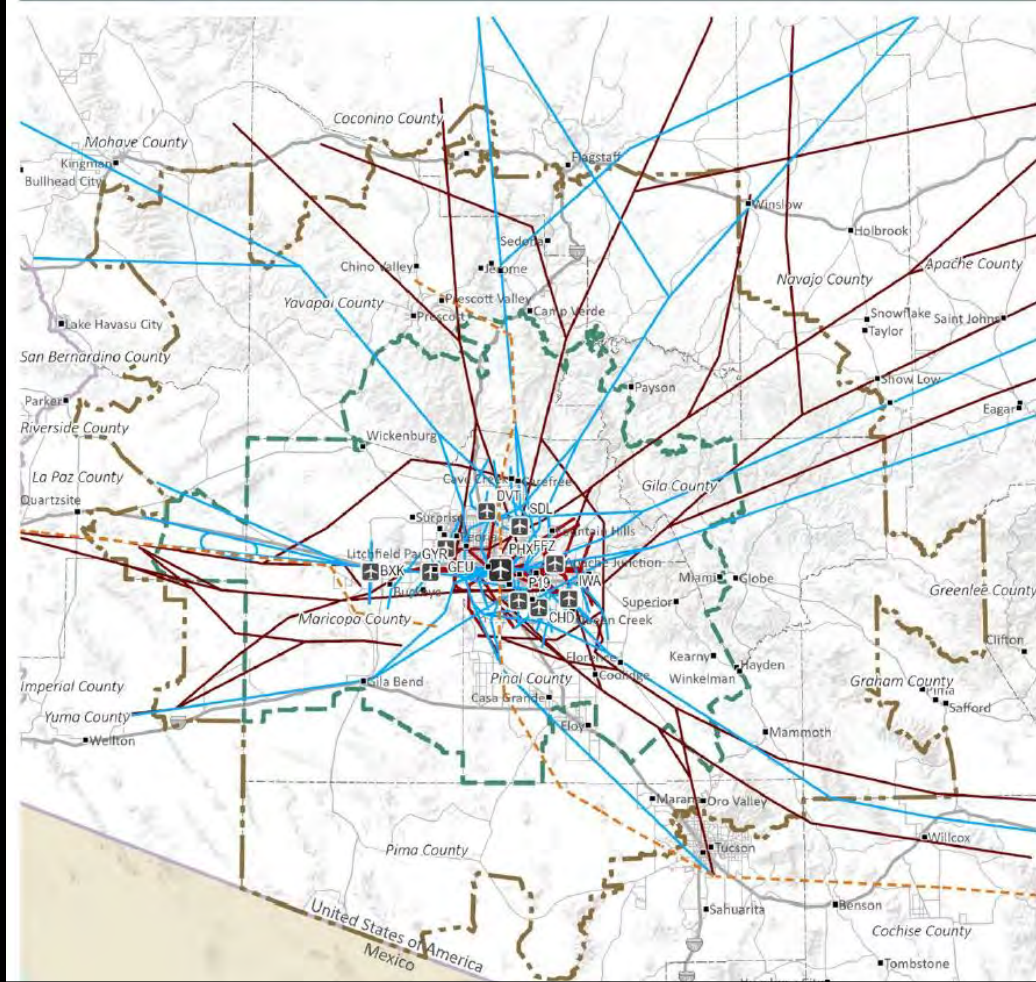 Coconino County
Mohave County
Kingman
Flagstaff
Bullhead City
Winslow
Holbrook
Sedona
Chino Valley
Jerome
Apache County
Navajo County
Yavapai County
Prescott Valley
Camp Verde
Prescott
Snowflake
Saint Johns
Lake Havasu City
Taylor
San Bernardino County
Show Low
Payson
Parker
Eagar
Riverside County
Wickenburg
La Paz County
Cave Creek
Carefree
Gila County
Quartzsite
DVT
SDL
Surprise
Peoria
Fountain Hills
Litchfield Pa
GYR
PHX
FFZ
GEU
Apache Junction
BXK
P19
IWA
Miami
Globe
Buckeye
Greenlee County
Superior
Maricopa County
CHD
Queen Creek
Clifton
Florence
Kearny
Hayden
Imperial County
Gila Bend
Pinal County
Coolidge
Winkelman
Graham County
Pima
Casa Grande
Safford
Yuma County
Eloy
Wellton
Mammoth
Marana
Oro Valley
Willcox
Pima County
Tucson
United States of America
Mexico
Sahuarita
Benson
Cochise County
Tombstone